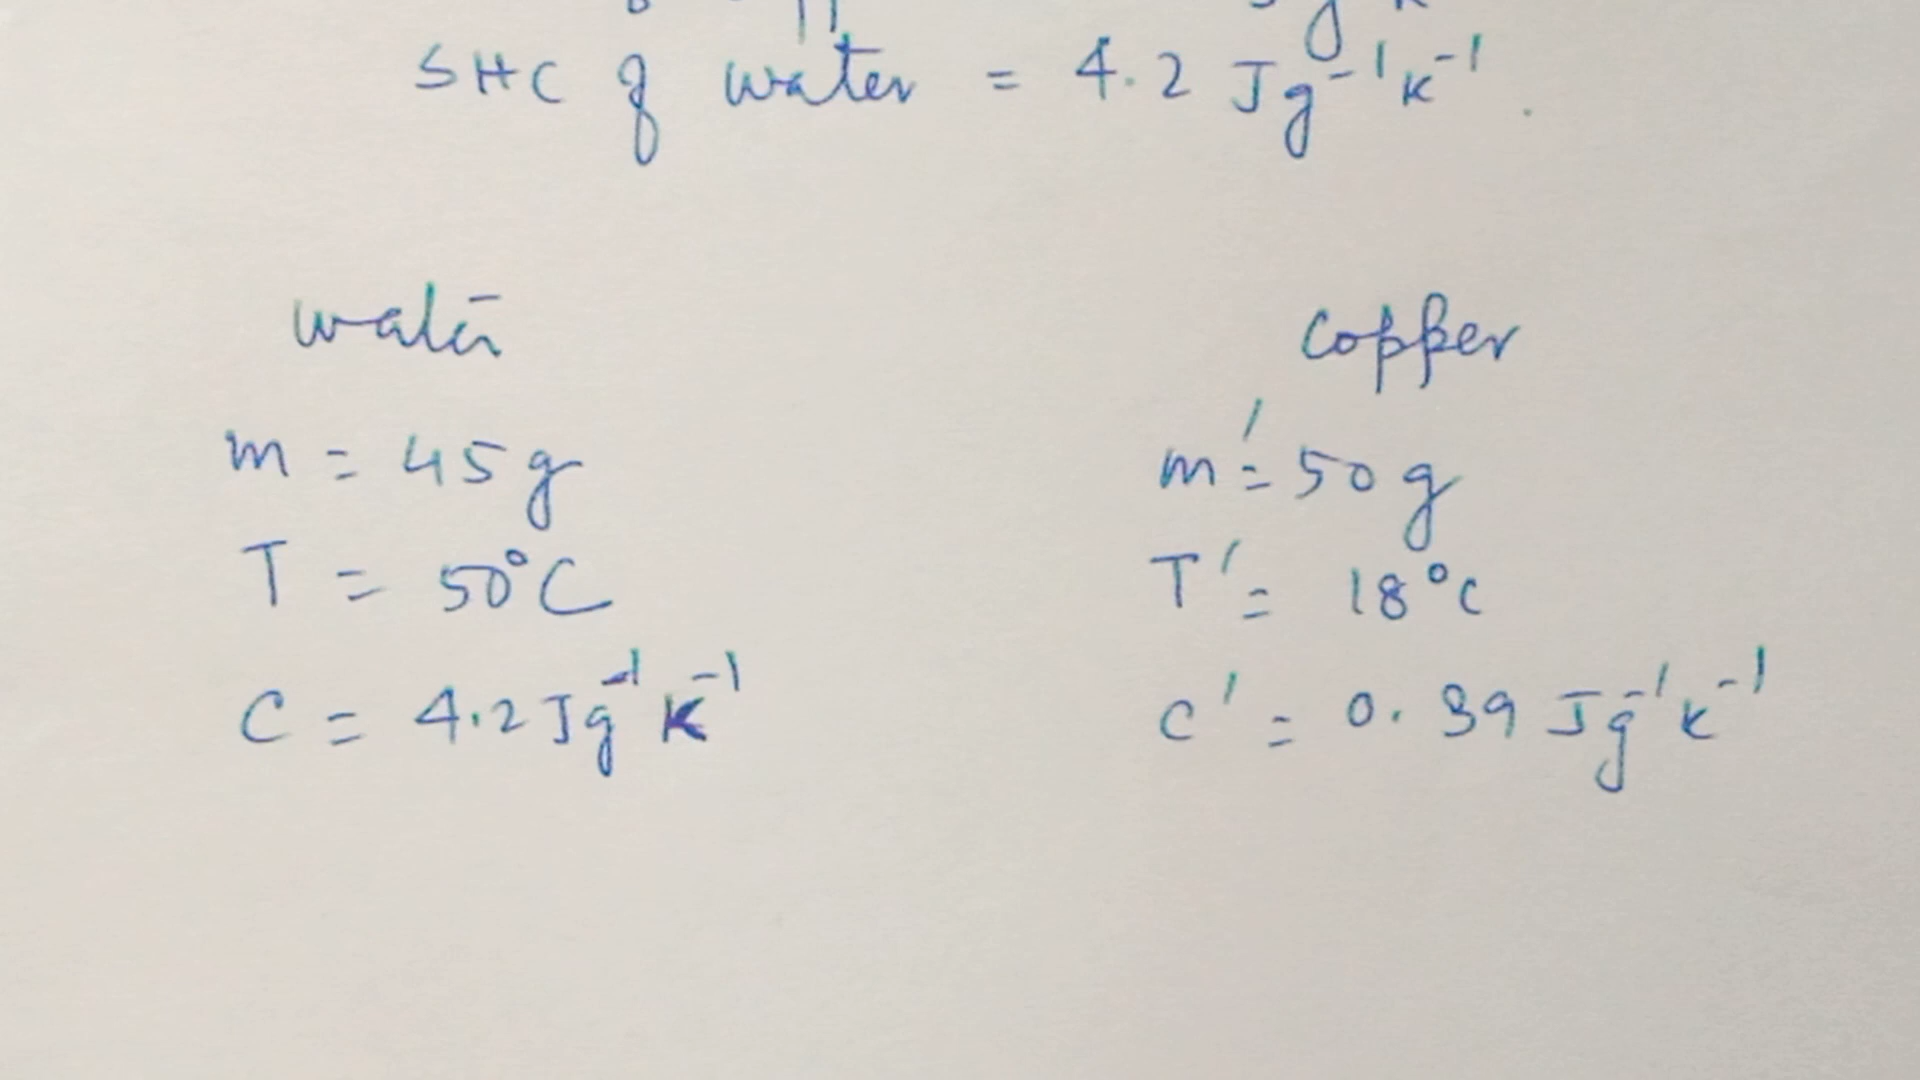 SHC of water = 4.2 Jg⁻¹K⁻¹.
water
copper
m = 45g
m' = 50g
T = 50°C
T' = 18°C
C = 4.2 Jg⁻¹K⁻¹
c' = 0.39 Jg⁻¹K⁻¹